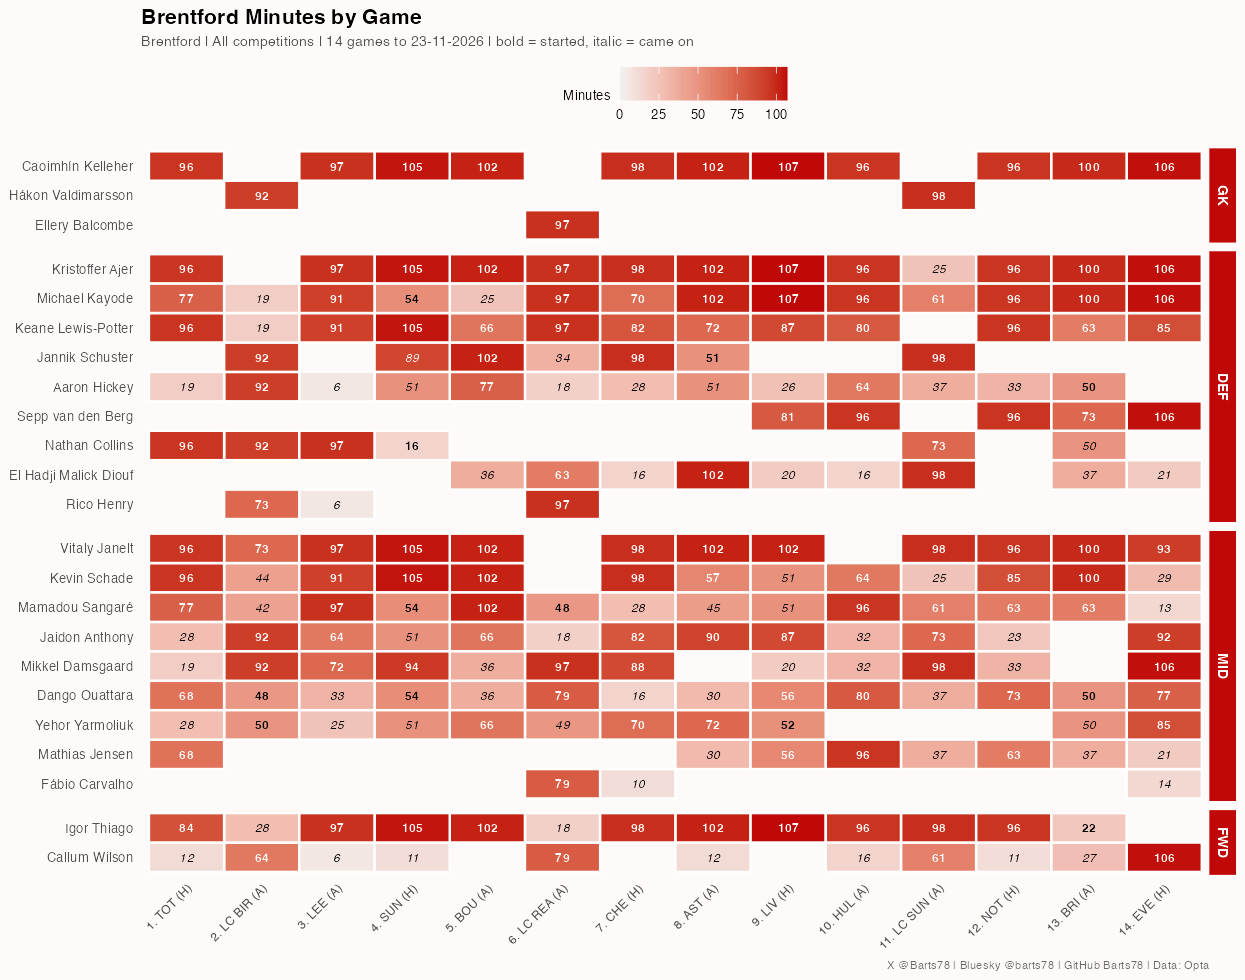 Brentford Minutes by Game
Brentford | All competitions | 14 games to 23-11-2026 | bold = started, italic = came on
Minutes
0 25 50 75 100
Caoimhín Kelleher 96 97 105 102 98 102 107 96 96 100 106
Hákon Valdimarsson 92 98
Ellery Balcombe 97
GK
Kristoffer Ajer 96 97 105 102 97 98 102 107 96 25 96 100 106
Michael Kayode 77 19 91 54 25 97 70 102 107 96 61 96 100 106
Keane Lewis-Potter 96 19 91 105 66 97 82 72 87 80 96 63 85
Jannik Schuster 92 89 102 34 98 51 98
Aaron Hickey 19 92 6 51 77 18 28 51 26 64 37 33 50
Sepp van den Berg 81 96 96 73 106
Nathan Collins 96 92 97 16 73 50
El Hadji Malick Diouf 36 63 16 102 20 16 98 37 21
Rico Henry 73 6 97
DEF
Vitaly Janelt 96 73 97 105 102 98 102 102 98 96 100 93
Kevin Schade 96 44 91 105 102 98 57 51 64 25 85 100 29
Mamadou Sangaré 77 42 97 54 102 48 28 45 51 96 61 63 63 13
Jaidon Anthony 28 92 64 51 66 18 82 90 87 32 73 23 92
Mikkel Damsgaard 19 92 72 94 36 97 88 20 32 98 33 106
Dango Ouattara 68 48 33 54 36 79 16 30 56 80 37 73 50 77
Yehor Yarmoliuk 28 50 25 51 66 49 70 72 52 50 85
Mathias Jensen 68 30 56 96 37 63 37 21
Fábio Carvalho 79 10 14
MID
Igor Thiago 84 28 97 105 102 18 98 102 107 96 98 96 22
Callum Wilson 12 64 6 11 79 12 16 61 11 27 106
FWD
1. TOT (H)
2. LC BIR (A)
3. LEE (A)
4. SUN (H)
5. BOU (A)
6. LC REA (A)
7. CHE (H)
8. AST (A)
9. LIV (H)
10. HUL (A)
11. LC SUN (A)
12. NOT (H)
13. BRI (A)
14. EVE (H)
X @Barts78 | Bluesky @barts78 | GitHub Barts78 | Data: Opta